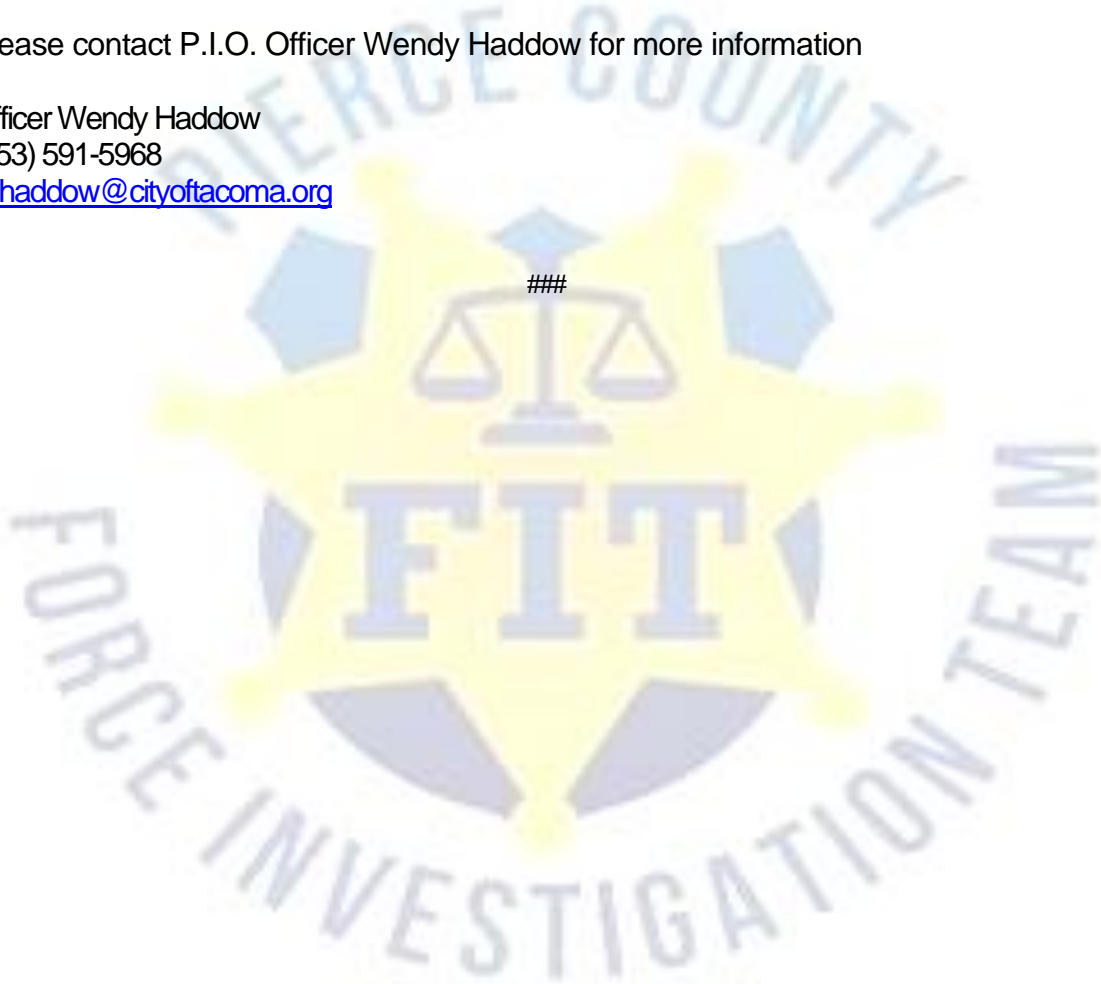 ease contact P.I.O. Officer Wendy Haddow for more information
fficer Wendy Haddow
53) 591-5968
haddow@cityoftacoma.org
###
PIERCE COUNTY
FIT
FORCE INVESTIGATION TEAM